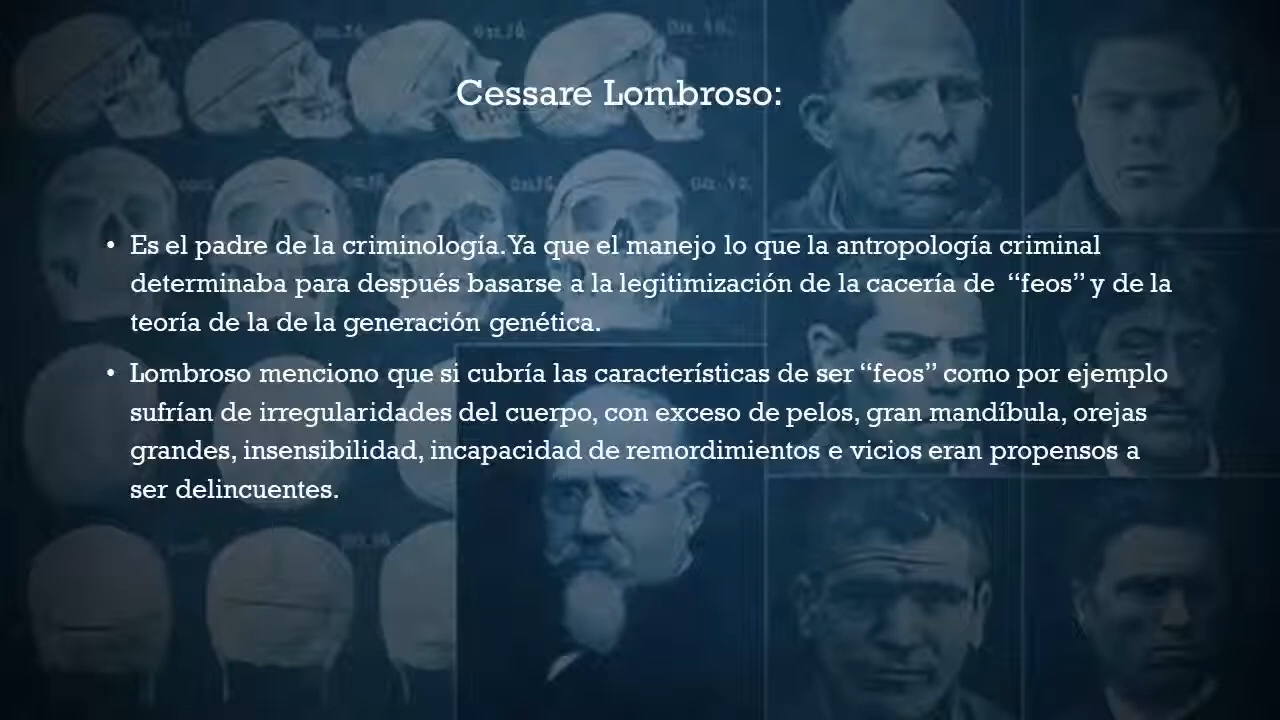 Cessare Lombroso:
• Es el padre de la criminología. Ya que el manejo lo que la antropología criminal
determinaba para después basarse a la legitimización de la cacería de “feos” y de la
teoría de la de la generación genética.
• Lombroso menciono que si cubría las características de ser “feos” como por ejemplo
sufrían de irregularidades del cuerpo, con exceso de pelos, gran mandíbula, orejas
grandes, insensibilidad, incapacidad de remordimientos e vicios eran propensos a
ser delincuentes.